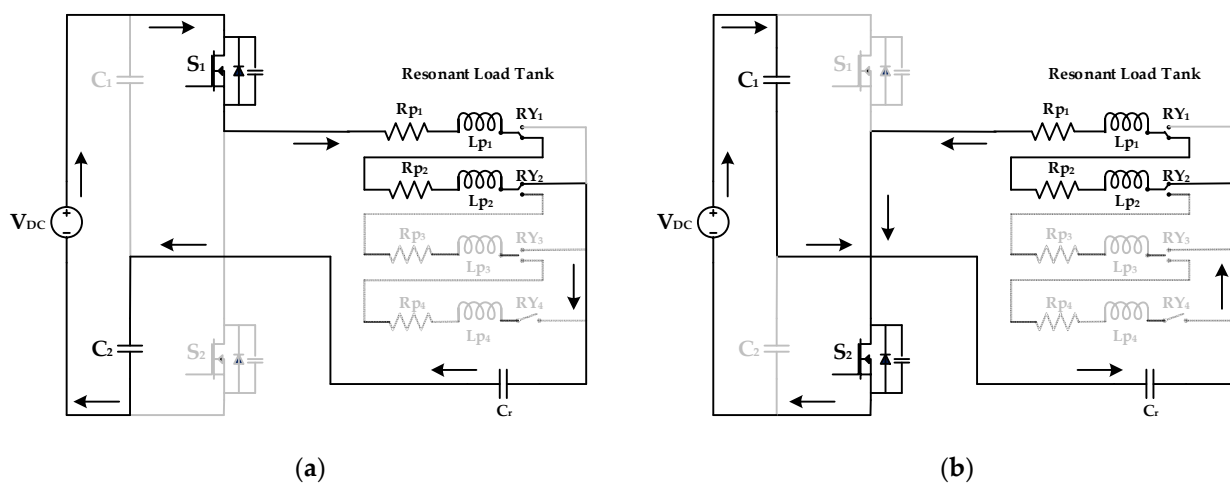 C1
S1
Resonant Load Tank
Rp1
RY1
Lp1
Rp2
RY2
Lp2
VDC
Rp3
RY3
Lp3
Rp4
RY4
Lp4
C2
S2
Cr
(a)
C1
S1
Resonant Load Tank
Rp1
RY1
Lp1
Rp2
RY2
Lp2
VDC
Rp3
RY3
Lp3
Rp4
RY4
Lp4
C2
S2
Cr
(b)